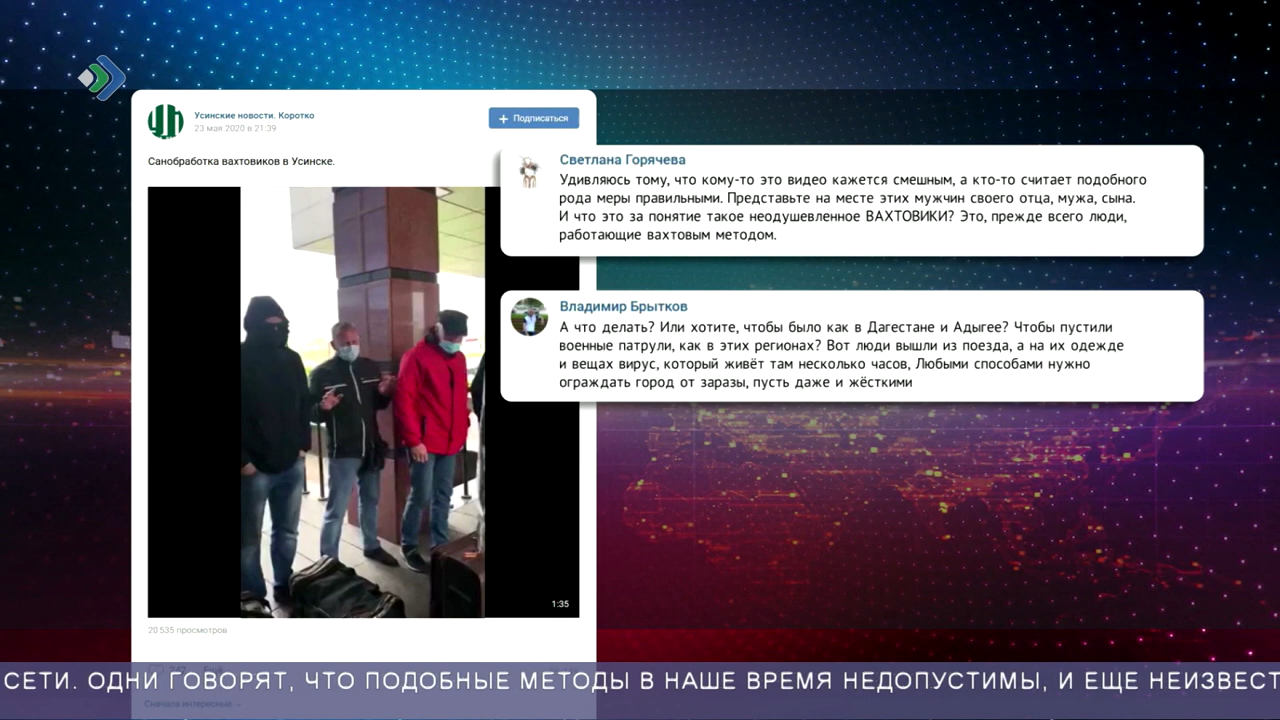 Усинские новости. Коротко
23 мая 2020 в 21:39
Подписаться
Санобработка вахтовиков в Усинске.
1:35
20 535 просмотров
Светлана Горячева
Удивляюсь тому, что кому-то это видео кажется смешным, а кто-то считает подобного
рода меры правильными. Представьте на месте этих мужчин своего отца, мужа, сына.
И что это за понятие такое неодушевленное ВАХТОВИКИ? Это, прежде всего люди,
работающие вахтовым методом.
Владимир Брытков
А что делать? Или хотите, чтобы было как в Дагестане и Адыгее? Чтобы пустили
военные патрули, как в этих регионах? Вот люди вышли из поезда, а на их одежде
и вещах вирус, который живёт там несколько часов, Любыми способами нужно
ограждать город от заразы, пусть даже и жёсткими
СЕТИ. ОДНИ ГОВОРЯТ, ЧТО ПОДОБНЫЕ МЕТОДЫ В НАШЕ ВРЕМЯ НЕДОПУСТИМЫ, И ЕЩЕ НЕИЗВЕСТ
Сначала интересные